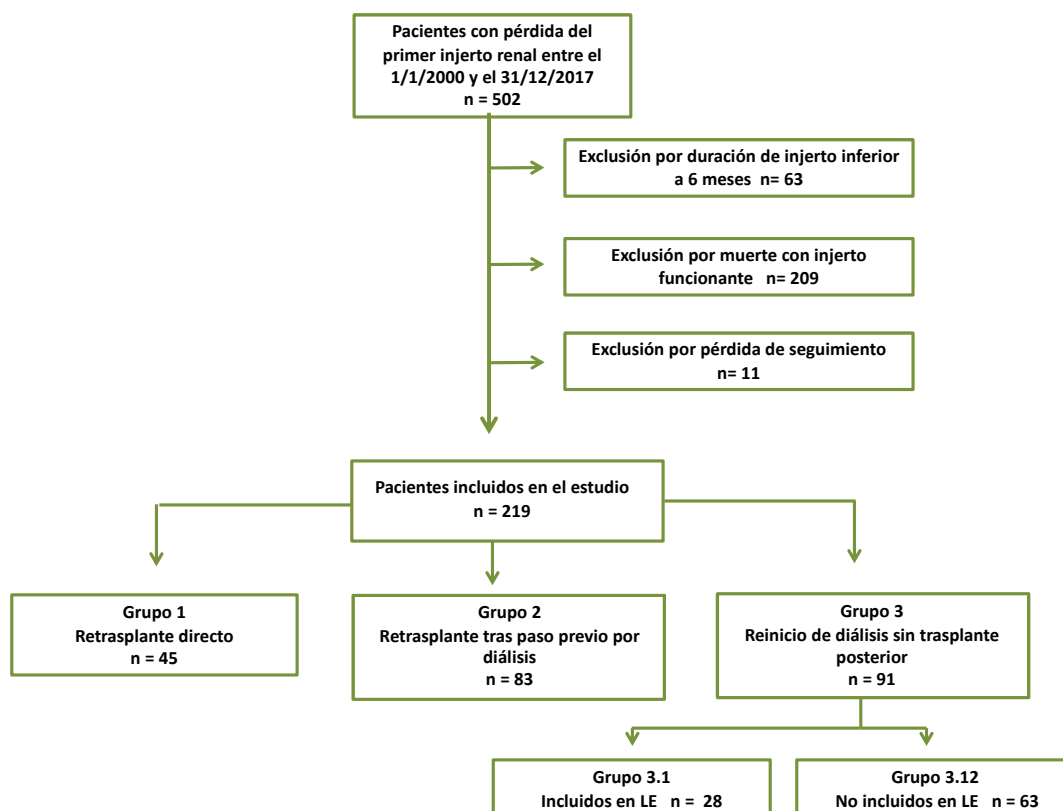 Pacientes con pérdida del
primer injerto renal entre el
1/1/2000 y el 31/12/2017
n = 502
Exclusión por duración de injerto inferior
a 6 meses n= 63
Exclusión por muerte con injerto
funcionante n= 209
Exclusión por pérdida de seguimiento
n= 11
Pacientes incluidos en el estudio
n = 219
Grupo 1
Retrasplante directo
n = 45
Grupo 2
Retrasplante tras paso previo por
diálisis
n = 83
Grupo 3
Reinicio de diálisis sin trasplante
posterior
n = 91
Grupo 3.1
Incluidos en LE n = 28
Grupo 3.12
No incluidos en LE n = 63